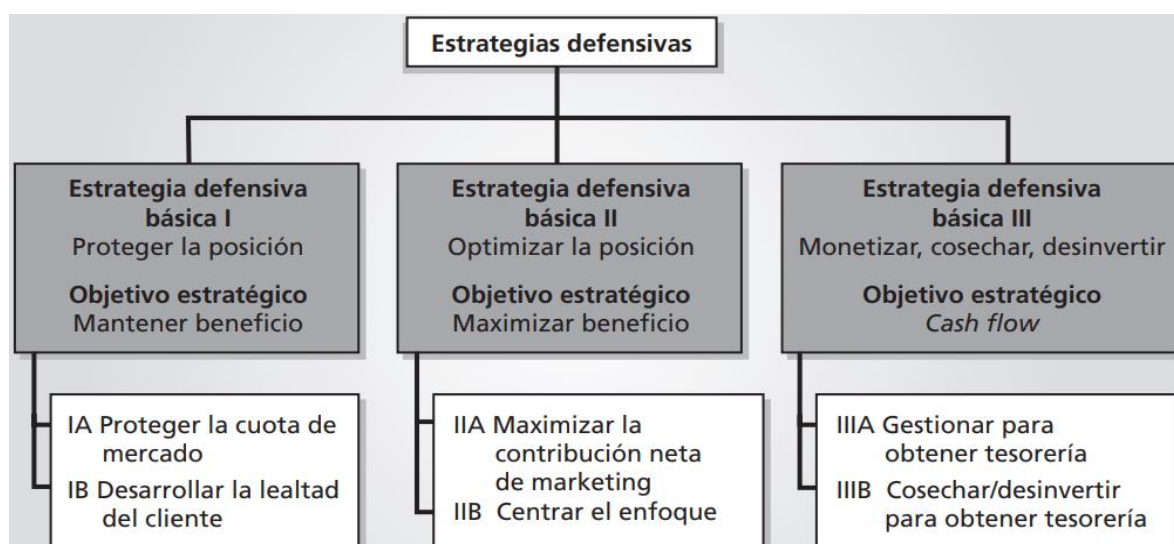 Estrategias defensivas
Estrategia defensiva
básica I
Proteger la posición
Objetivo estratégico
Mantener beneficio
IA Proteger la cuota de
mercado
IB Desarrollar la lealtad
del cliente
Estrategia defensiva
básica II
Optimizar la posición
Objetivo estratégico
Maximizar beneficio
IIA Maximizar la
contribución neta
de marketing
IIB Centrar el enfoque
Estrategia defensiva
básica III
Monetizar, cosechar, desinvertir
Objetivo estratégico
Cash flow
IIIA Gestionar para
obtener tesorería
IIIB Cosechar/desinvertir
para obtener tesorería